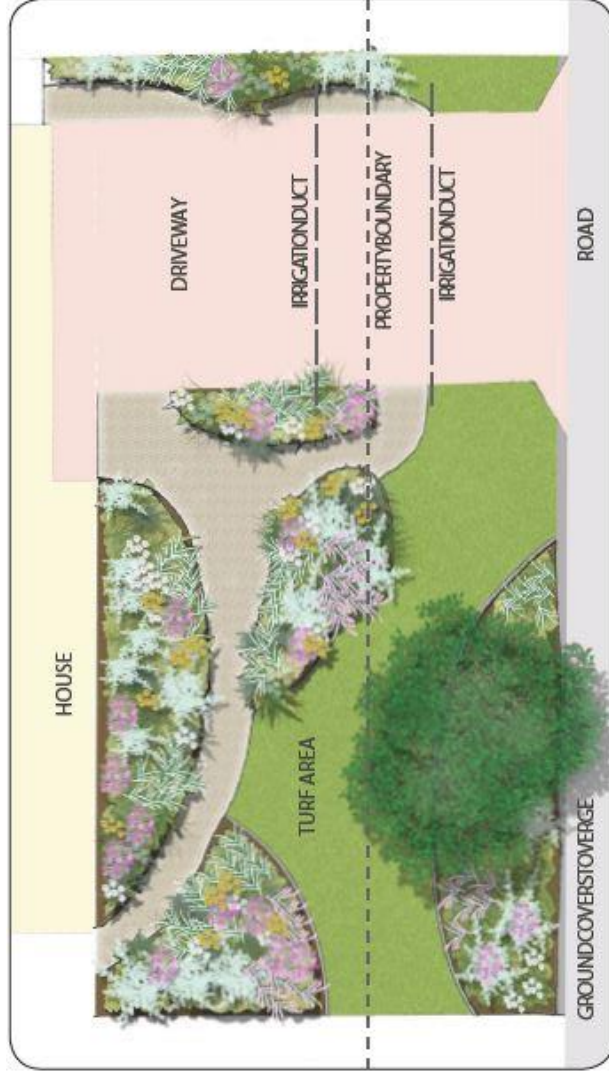 HOUSE
DRIVEWAY
IRRIGATIONDUCT
PROPERTYBOUNDARY
IRRIGATIONDUCT
TURF AREA
ROAD
GROUNDCOVERSTOVERGE